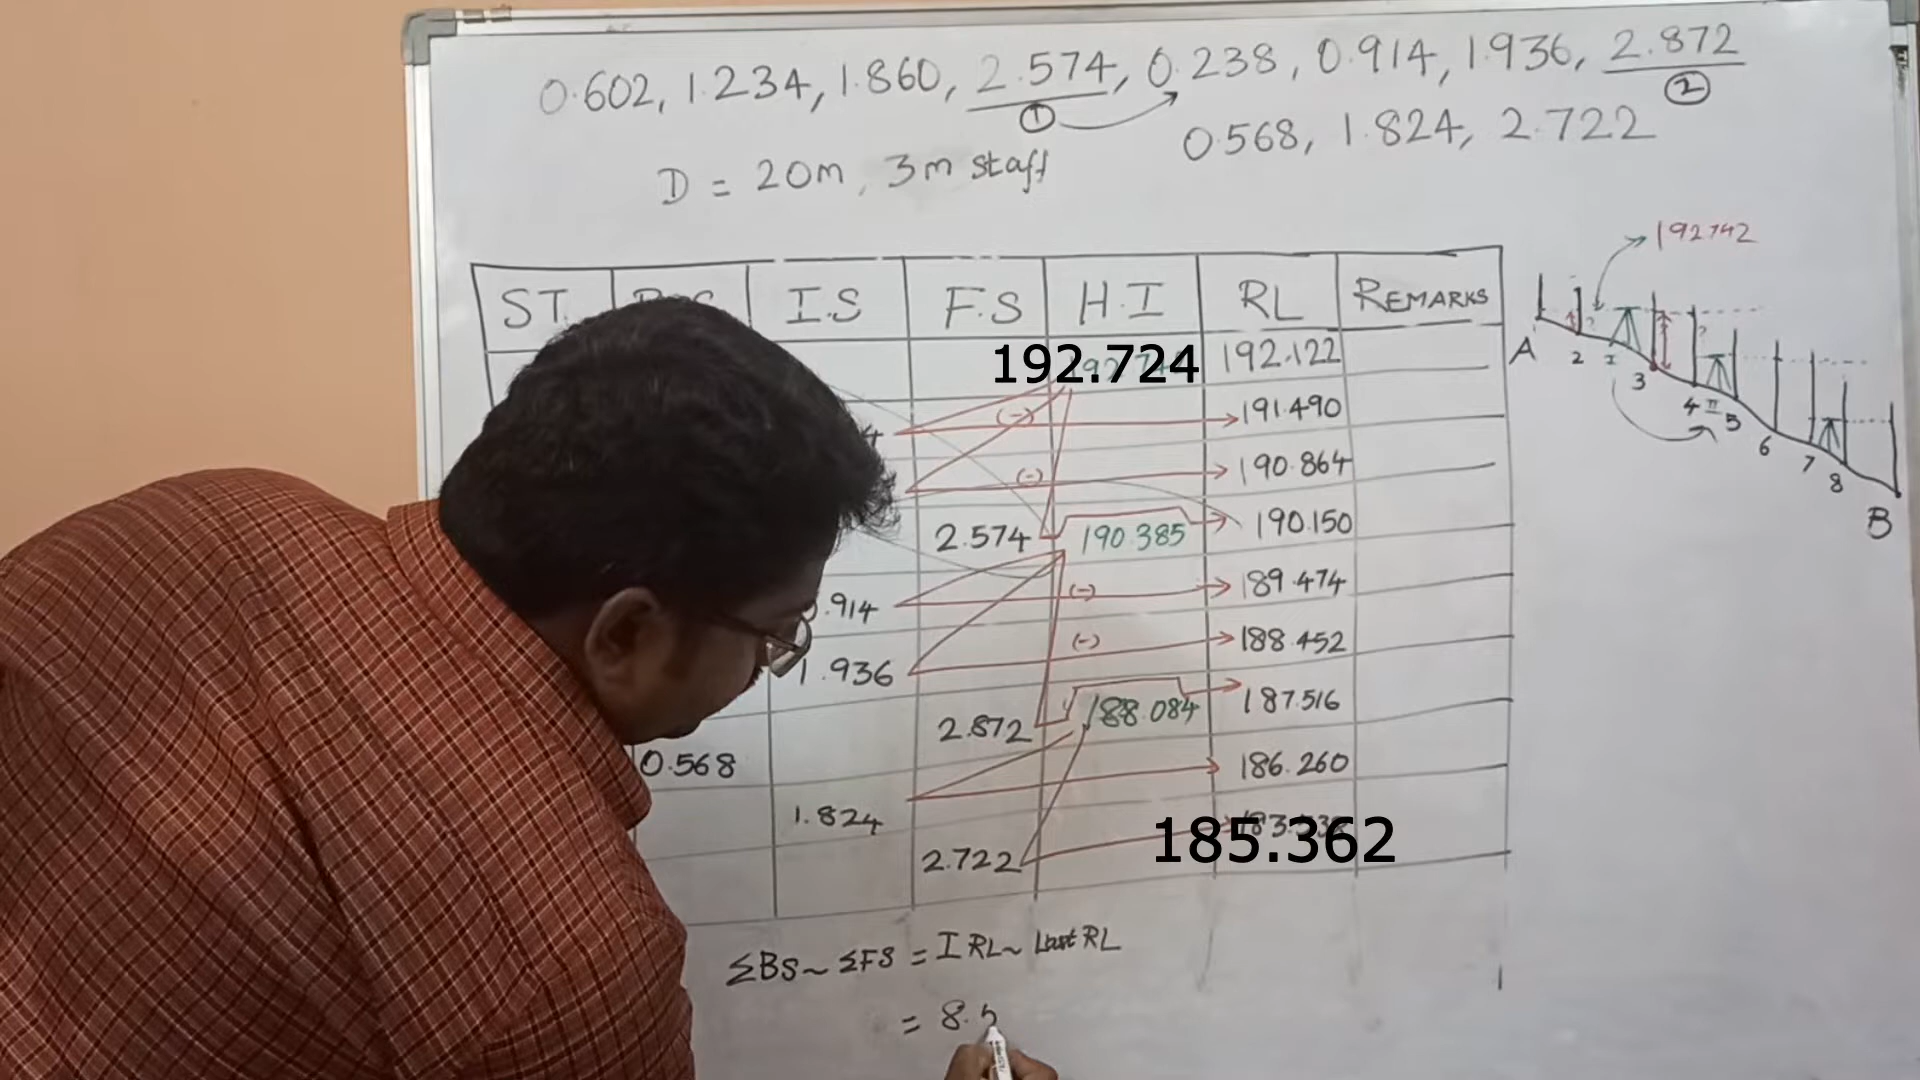 0.602, 1.234, 1.860, 2.574, 0.238, 0.914, 1.936, 2.872
1 2
0.568, 1.824, 2.722
D = 20m, 3m staff
192.742
ST. I.S F.S H.I RL REMARKS
192.724 192.122
(-) 191.490
(-) 190.864
2.574 190.385 190.150
.914 (-) 189.474
1.936 (-) 188.452
2.872 188.084 187.516
0.568 186.260
1.824 185.362
2.722
A 2 I 3 4 II 5 6 7 8 B
ΣBS ~ ΣFS = I RL ~ Last RL
= 8.5